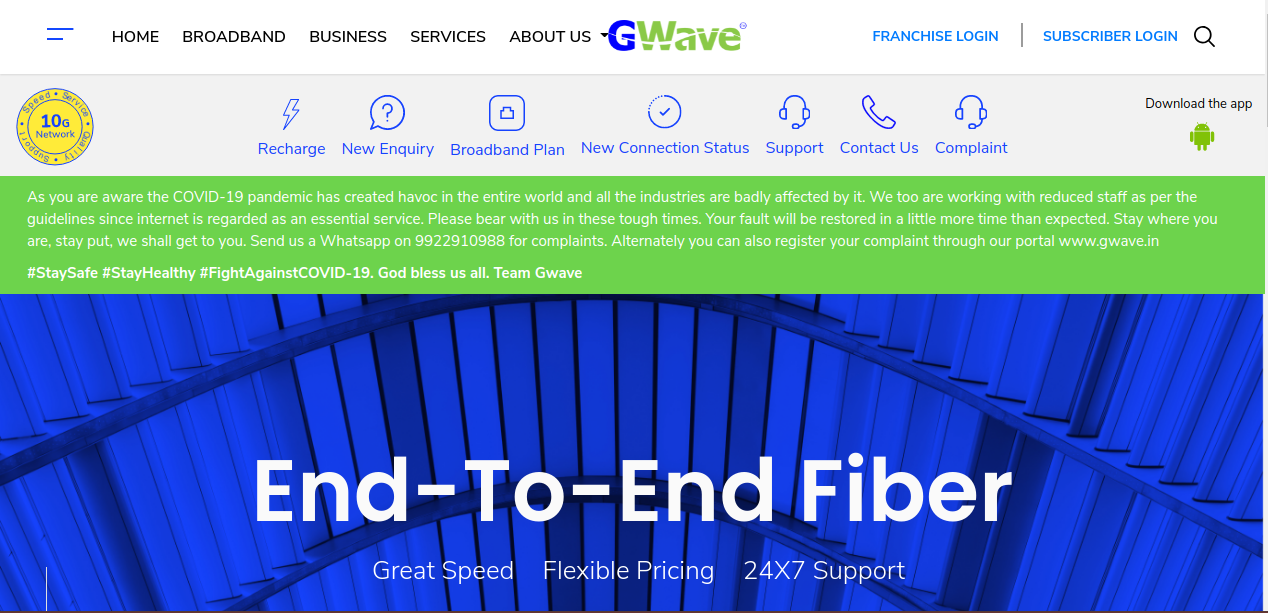 HOME BROADBAND BUSINESS SERVICES ABOUT US GWave FRANCHISE LOGIN SUBSCRIBER LOGIN
Speed • Service • Quality • Support •
10G
Network
Download the app
Recharge New Enquiry Broadband Plan New Connection Status Support Contact Us Complaint
As you are aware the COVID-19 pandemic has created havoc in the entire world and all the industries are badly affected by it. We too are working with reduced staff as per the
guidelines since internet is regarded as an essential service. Please bear with us in these tough times. Your fault will be restored in a little more time than expected. Stay where you
are, stay put, we shall get to you. Send us a Whatsapp on 9922910988 for complaints. Alternately you can also register your complaint through our portal www.gwave.in
#StaySafe #StayHealthy #FightAgainstCOVID-19. God bless us all. Team Gwave
End-To-End Fiber
Great Speed Flexible Pricing 24X7 Support